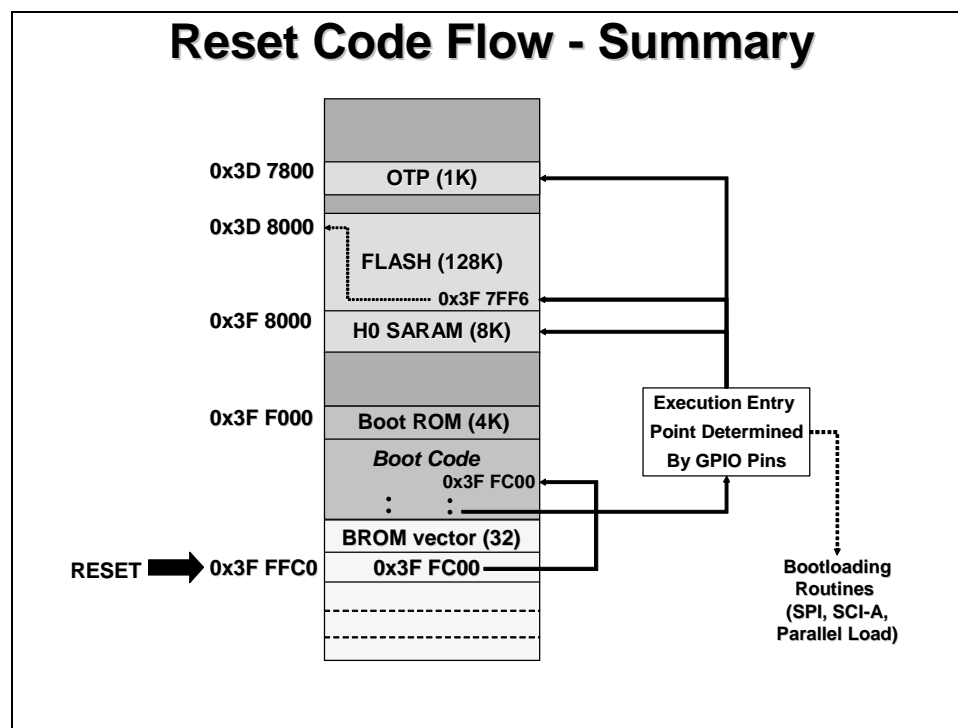 Reset Code Flow - Summary
0x3D 7800
OTP (1K)
0x3D 8000
FLASH (128K)
0x3F 7FF6
0x3F 8000
H0 SARAM (8K)
0x3F F000
Boot ROM (4K)
Boot Code
0x3F FC00
: :
BROM vector (32)
RESET
0x3F FFC0
0x3F FC00
Execution Entry
Point Determined
By GPIO Pins
Bootloading
Routines
(SPI, SCI-A,
Parallel Load)